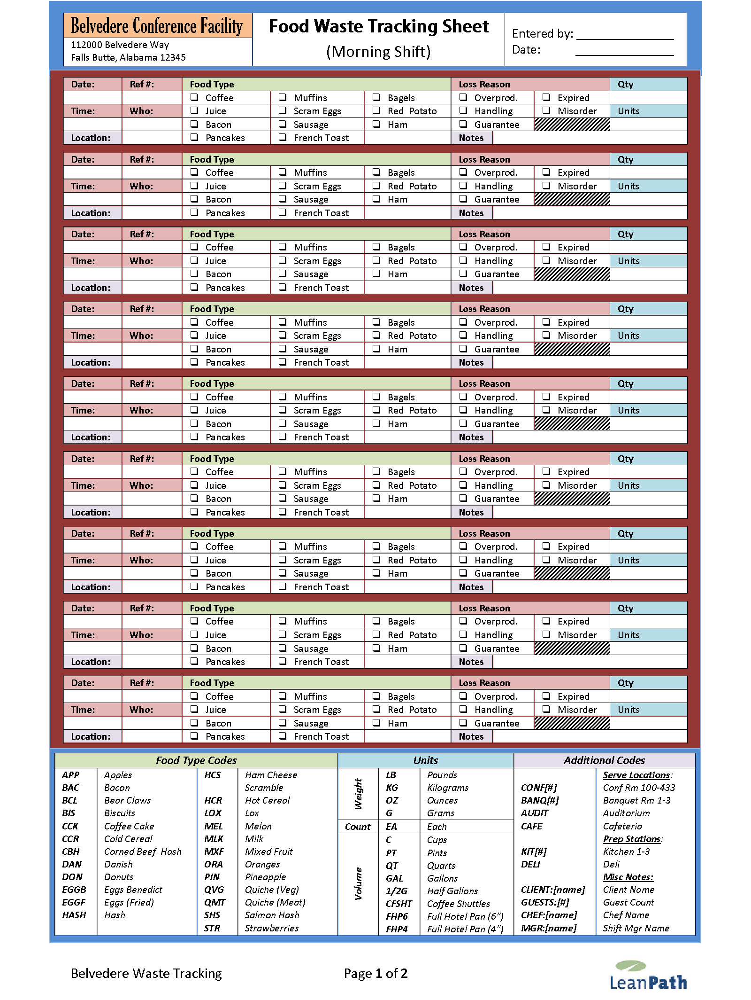 Belvedere Conference Facility
112000 Belvedere Way
Falls Butte, Alabama 12345
Food Waste Tracking Sheet
(Morning Shift)
Entered by: ________________
Date: ________________
Date: Ref #: Food Type Loss Reason Qty
❑ Coffee ❑ Muffins ❑ Bagels ❑ Overprod. ❑ Expired
Time: Who: ❑ Juice ❑ Scram Eggs ❑ Red Potato ❑ Handling ❑ Misorder Units
❑ Bacon ❑ Sausage ❑ Ham ❑ Guarantee
Location: ❑ Pancakes ❑ French Toast Notes
Date: Ref #: Food Type Loss Reason Qty
❑ Coffee ❑ Muffins ❑ Bagels ❑ Overprod. ❑ Expired
Time: Who: ❑ Juice ❑ Scram Eggs ❑ Red Potato ❑ Handling ❑ Misorder Units
❑ Bacon ❑ Sausage ❑ Ham ❑ Guarantee
Location: ❑ Pancakes ❑ French Toast Notes
Date: Ref #: Food Type Loss Reason Qty
❑ Coffee ❑ Muffins ❑ Bagels ❑ Overprod. ❑ Expired
Time: Who: ❑ Juice ❑ Scram Eggs ❑ Red Potato ❑ Handling ❑ Misorder Units
❑ Bacon ❑ Sausage ❑ Ham ❑ Guarantee
Location: ❑ Pancakes ❑ French Toast Notes
Date: Ref #: Food Type Loss Reason Qty
❑ Coffee ❑ Muffins ❑ Bagels ❑ Overprod. ❑ Expired
Time: Who: ❑ Juice ❑ Scram Eggs ❑ Red Potato ❑ Handling ❑ Misorder Units
❑ Bacon ❑ Sausage ❑ Ham ❑ Guarantee
Location: ❑ Pancakes ❑ French Toast Notes
Date: Ref #: Food Type Loss Reason Qty
❑ Coffee ❑ Muffins ❑ Bagels ❑ Overprod. ❑ Expired
Time: Who: ❑ Juice ❑ Scram Eggs ❑ Red Potato ❑ Handling ❑ Misorder Units
❑ Bacon ❑ Sausage ❑ Ham ❑ Guarantee
Location: ❑ Pancakes ❑ French Toast Notes
Date: Ref #: Food Type Loss Reason Qty
❑ Coffee ❑ Muffins ❑ Bagels ❑ Overprod. ❑ Expired
Time: Who: ❑ Juice ❑ Scram Eggs ❑ Red Potato ❑ Handling ❑ Misorder Units
❑ Bacon ❑ Sausage ❑ Ham ❑ Guarantee
Location: ❑ Pancakes ❑ French Toast Notes
Date: Ref #: Food Type Loss Reason Qty
❑ Coffee ❑ Muffins ❑ Bagels ❑ Overprod. ❑ Expired
Time: Who: ❑ Juice ❑ Scram Eggs ❑ Red Potato ❑ Handling ❑ Misorder Units
❑ Bacon ❑ Sausage ❑ Ham ❑ Guarantee
Location: ❑ Pancakes ❑ French Toast Notes
Date: Ref #: Food Type Loss Reason Qty
❑ Coffee ❑ Muffins ❑ Bagels ❑ Overprod. ❑ Expired
Time: Who: ❑ Juice ❑ Scram Eggs ❑ Red Potato ❑ Handling ❑ Misorder Units
❑ Bacon ❑ Sausage ❑ Ham ❑ Guarantee
Location: ❑ Pancakes ❑ French Toast Notes
Date: Ref #: Food Type Loss Reason Qty
❑ Coffee ❑ Muffins ❑ Bagels ❑ Overprod. ❑ Expired
Time: Who: ❑ Juice ❑ Scram Eggs ❑ Red Potato ❑ Handling ❑ Misorder Units
❑ Bacon ❑ Sausage ❑ Ham ❑ Guarantee
Location: ❑ Pancakes ❑ French Toast Notes
Food Type Codes
APP Apples
BAC Bacon
BCL Bear Claws
BIS Biscuits
CCK Coffee Cake
CCR Cold Cereal
CBH Corned Beef Hash
DAN Danish
DON Donuts
EGGB Eggs Benedict
EGGF Eggs (Fried)
HASH Hash
HCS Ham Cheese
Scramble
HCR Hot Cereal
LOX Lox
MEL Melon
MLK Milk
MXF Mixed Fruit
ORA Oranges
PIN Pineapple
QVG Quiche (Veg)
QMT Quiche (Meat)
SHS Salmon Hash
STR Strawberries
Units
Weight
LB Pounds
KG Kilograms
OZ Ounces
G Grams
Count EA Each
Volume
C Cups
PT Pints
QT Quarts
GAL Gallons
1/2G Half Gallons
CFSHT Coffee Shuttles
FHP6 Full Hotel Pan (6”)
FHP4 Full Hotel Pan (4”)
Additional Codes
Serve Locations:
CONF[#] Conf Rm 100-433
BANQ[#] Banquet Rm 1-3
AUDIT Auditorium
CAFE Cafeteria
Prep Stations:
KIT[#] Kitchen 1-3
DELI Deli
Misc Notes:
CLIENT:[name] Client Name
GUESTS:[#] Guest Count
CHEF:[name] Chef Name
MGR:[name] Shift Mgr Name
Belvedere Waste Tracking
Page 1 of 2
LeanPath